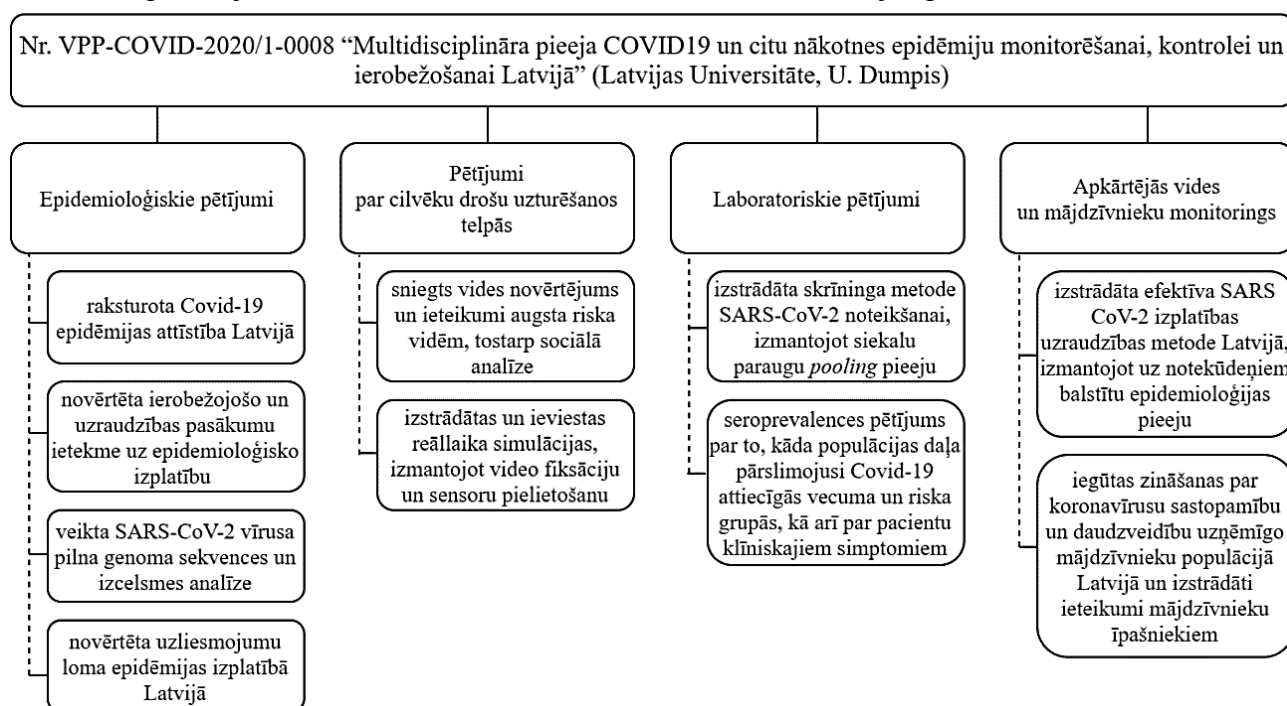 Nr. VPP-COVID-2020/1-0008 “Multidisciplināra pieeja COVID19 un citu nākotnes epidēmiju monitorēšanai, kontrolei un
ierobežošanai Latvijā” (Latvijas Universitāte, U. Dumpis)
Epidemioloģiskie pētījumi
raksturota Covid-19
epidēmijas attīstība Latvijā
novērtēta ierobežojošo un
uzraudzības pasākumu
ietekme uz epidemioloģisko
izplatību
veikta SARS-CoV-2 vīrusa
pilna genoma sekvences un
izcelsmes analīze
novērtēta uzliesmojumu
loma epidēmijas izplatībā
Latvijā
Pētījumi
par cilvēku drošu uzturēšanos
telpās
sniegts vides novērtējums
un ieteikumi augsta riska
vidēm, tostarp sociālā
analīze
izstrādātas un ieviestas
reāllaika simulācijas,
izmantojot video fiksāciju
un sensoru pielietošanu
Laboratoriskie pētījumi
izstrādāta skrīninga metode
SARS-CoV-2 noteikšanai,
izmantojot siekalu
paraugu pooling pieeju
seroprevalences pētījums
par to, kāda populācijas daļa
pārslimojusi Covid-19
attiecīgās vecuma un riska
grupās, kā arī par pacientu
klīniskajiem simptomiem
Apkārtējās vides
un mājdzīvnieku monitorings
izstrādāta efektīva SARS
CoV-2 izplatības
uzraudzības metode Latvijā,
izmantojot uz notekūdeņiem
balstītu epidemioloģijas
pieeju
iegūtas zināšanas par
koronavīrusu sastopamību
un daudzveidību uzņēmīgo
mājdzīvnieku populācijā
Latvijā un izstrādāti
ieteikumi mājdzīvnieku
īpašniekiem